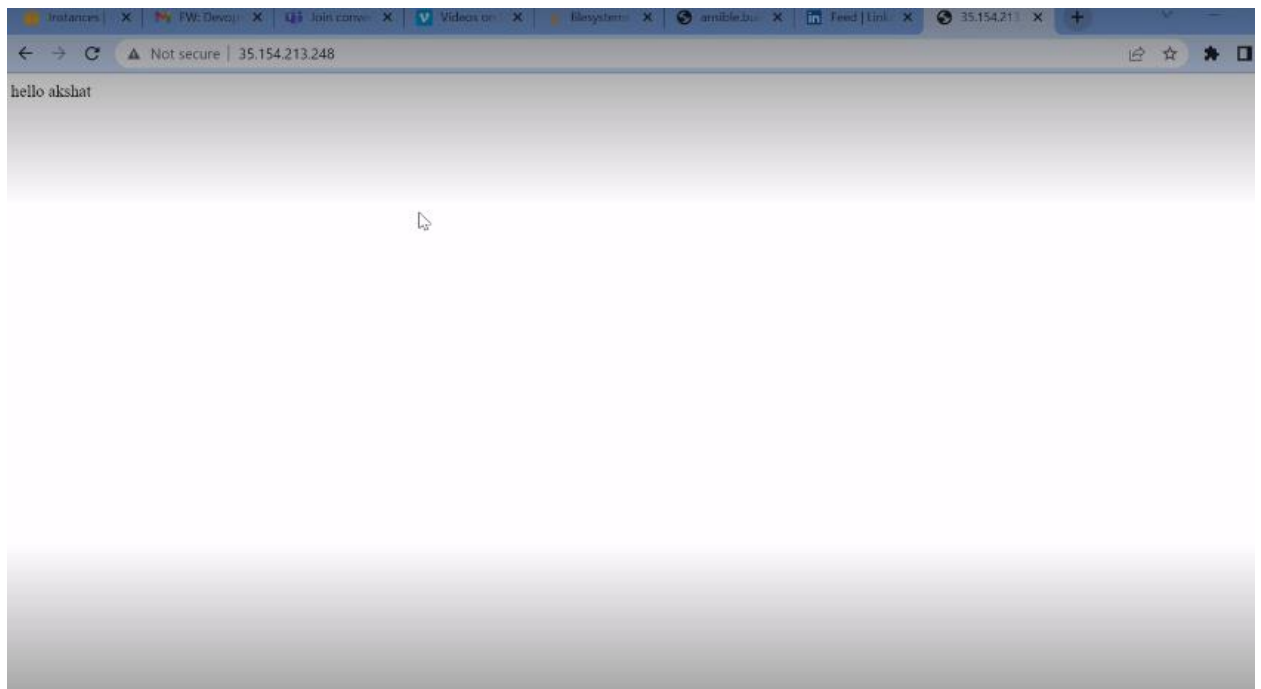 Instances
FW: Devop
Join conver
Videos on
filesystem
ansible.bu
Feed | Link
35.154.213
Not secure | 35.154.213.248
hello akshat